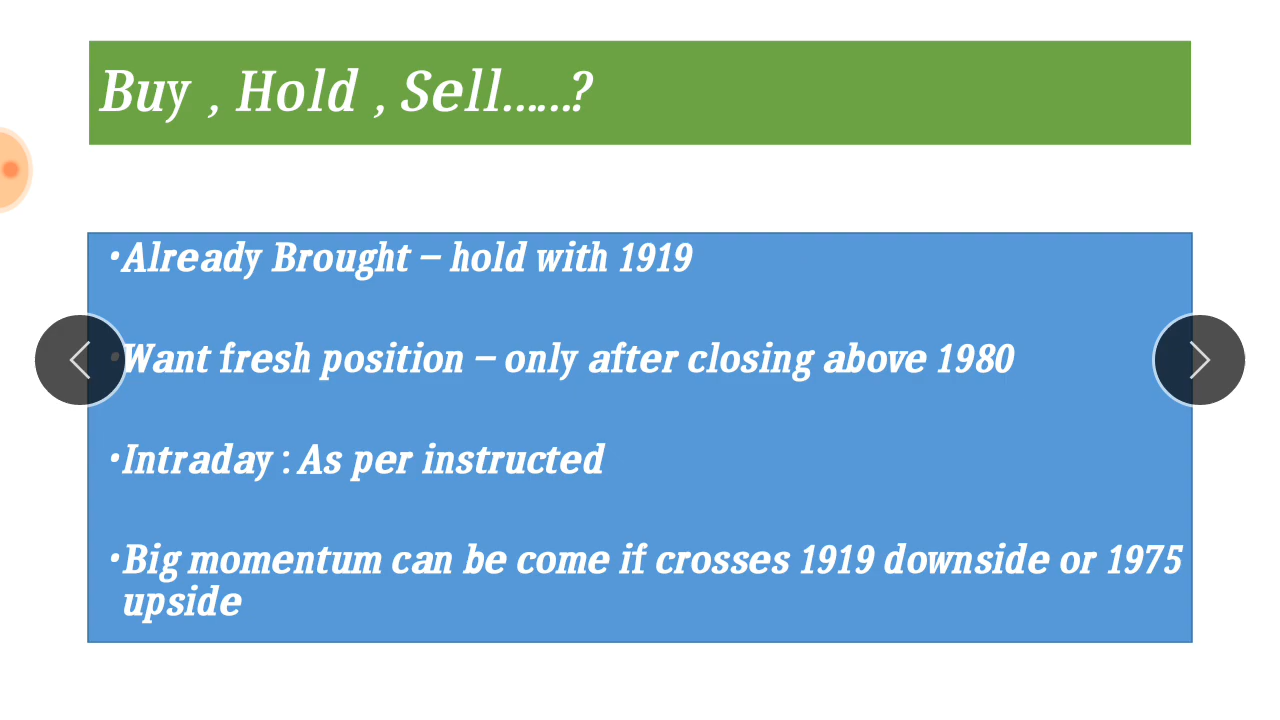 Buy , Hold , Sell......?
•Already Brought – hold with 1919
•Want fresh position – only after closing above 1980
•Intraday : As per instructed
•Big momentum can be come if crosses 1919 downside or 1975
upside